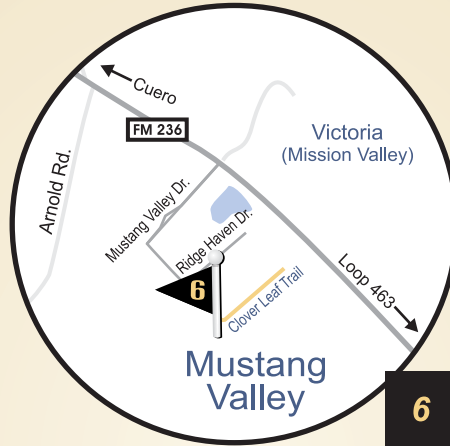 Cuero
FM 236
Victoria
(Mission Valley)
Arnold Rd.
Mustang Valley Dr.
Ridge Haven Dr.
Loop 463
6
Clover Leaf Trail
Mustang
Valley
6